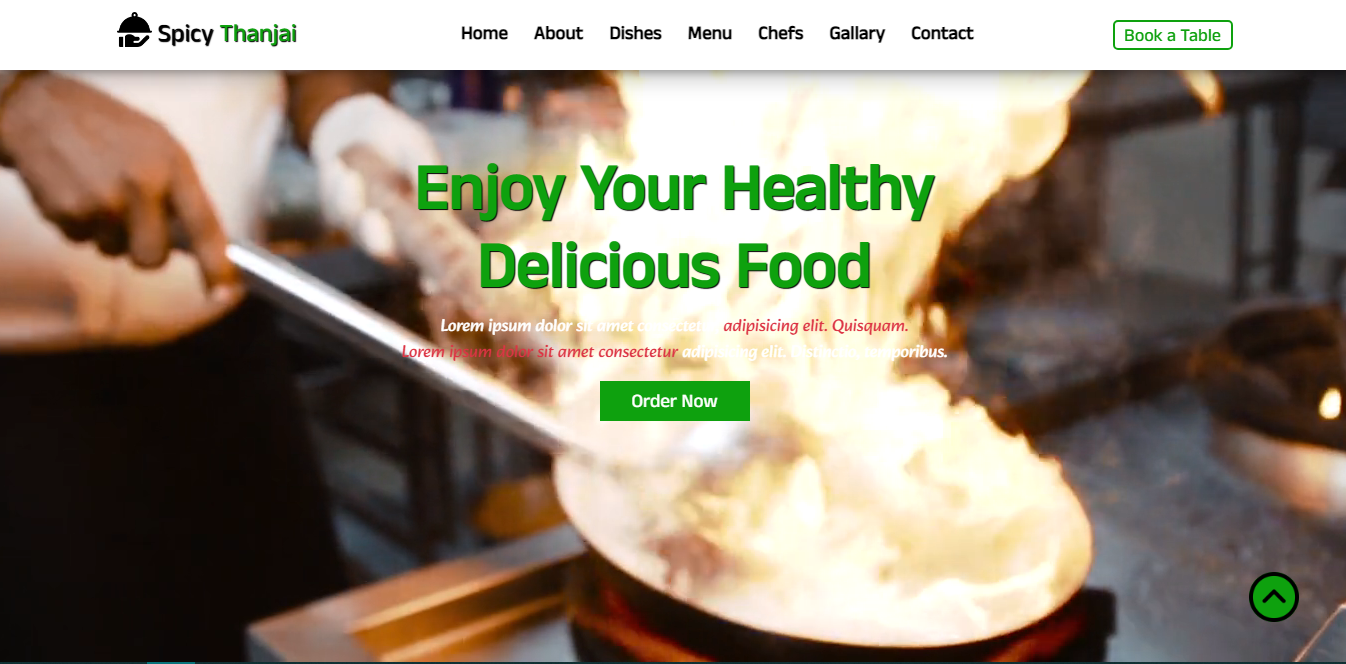 Spicy Thanjai
Home About Dishes Menu Chefs Gallary Contact
Book a Table
Enjoy Your Healthy
Delicious Food
Lorem ipsum dolor sit amet consectetur adipisicing elit. Quisquam.
Lorem ipsum dolor sit amet consectetur adipisicing elit. temporibus.
Order Now